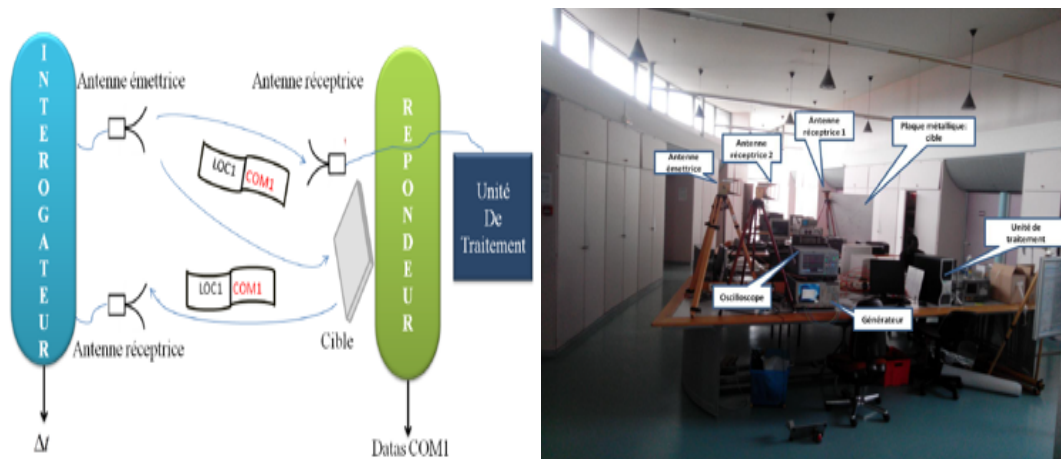 INTEROGATEUR
Antenne émettrice
Antenne réceptrice
LOC1 COM1
LOC1 COM1
Antenne réceptrice
Cible
REPONDEUR
Unité
De
Traitement
Δt
Datas COM1
Antenne
émettrice
Antenne
réceptrice 2
Antenne
réceptrice 1
Plaque métallique:
cible
Unité de
traitement
Oscilloscope
Générateur